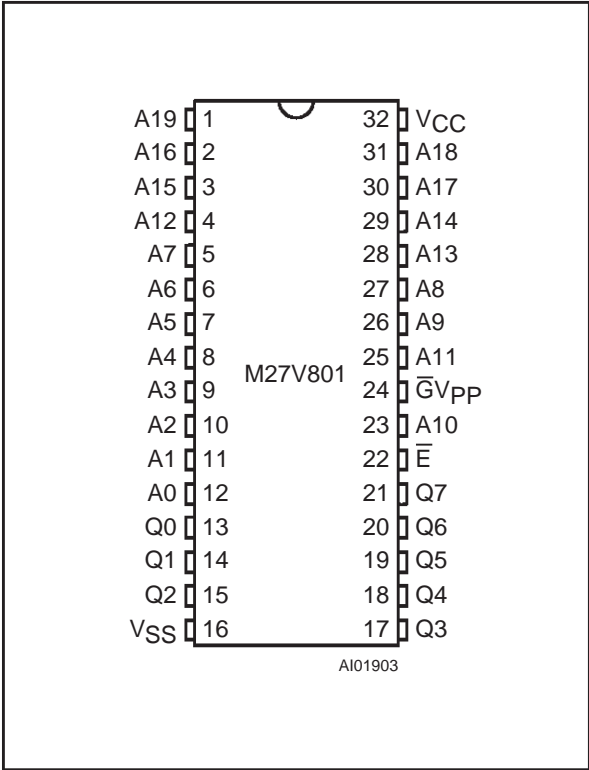 A19 1 32 VCC
A16 2 31 A18
A15 3 30 A17
A12 4 29 A14
A7 5 28 A13
A6 6 27 A8
A5 7 26 A9
A4 8 25 A11
M27V801
A3 9 24 G̅VPP
A2 10 23 A10
A1 11 22 E̅
A0 12 21 Q7
Q0 13 20 Q6
Q1 14 19 Q5
Q2 15 18 Q4
VSS 16 17 Q3
AI01903